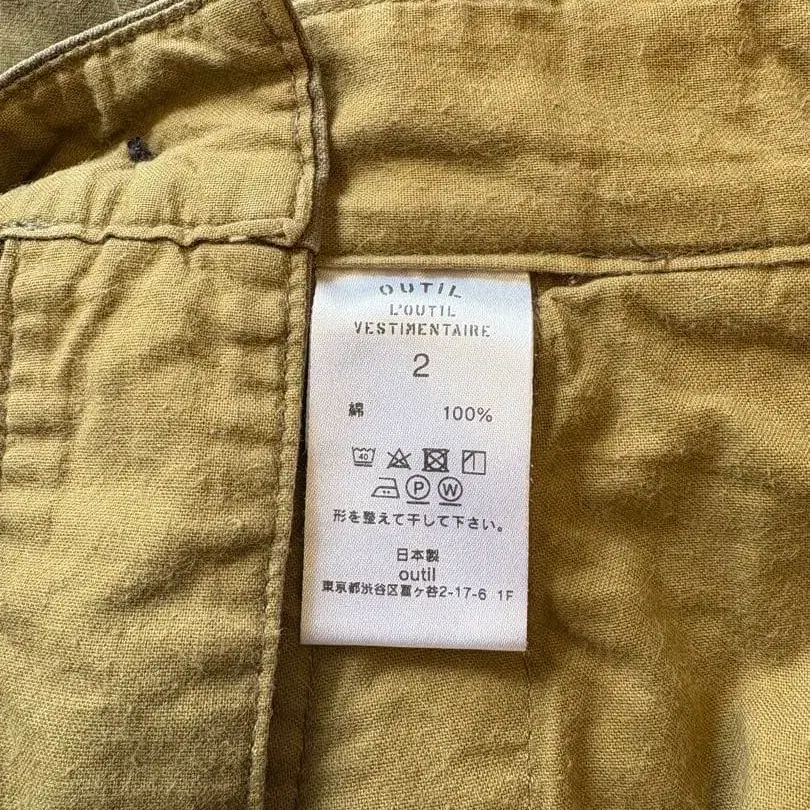 OUTIL
L'OUTIL
VESTIMENTAIRE
2
綿 100%
40
P W
形を整えて干して下さい。
日本製
outil
東京都渋谷区富ヶ谷2-17-6 1F